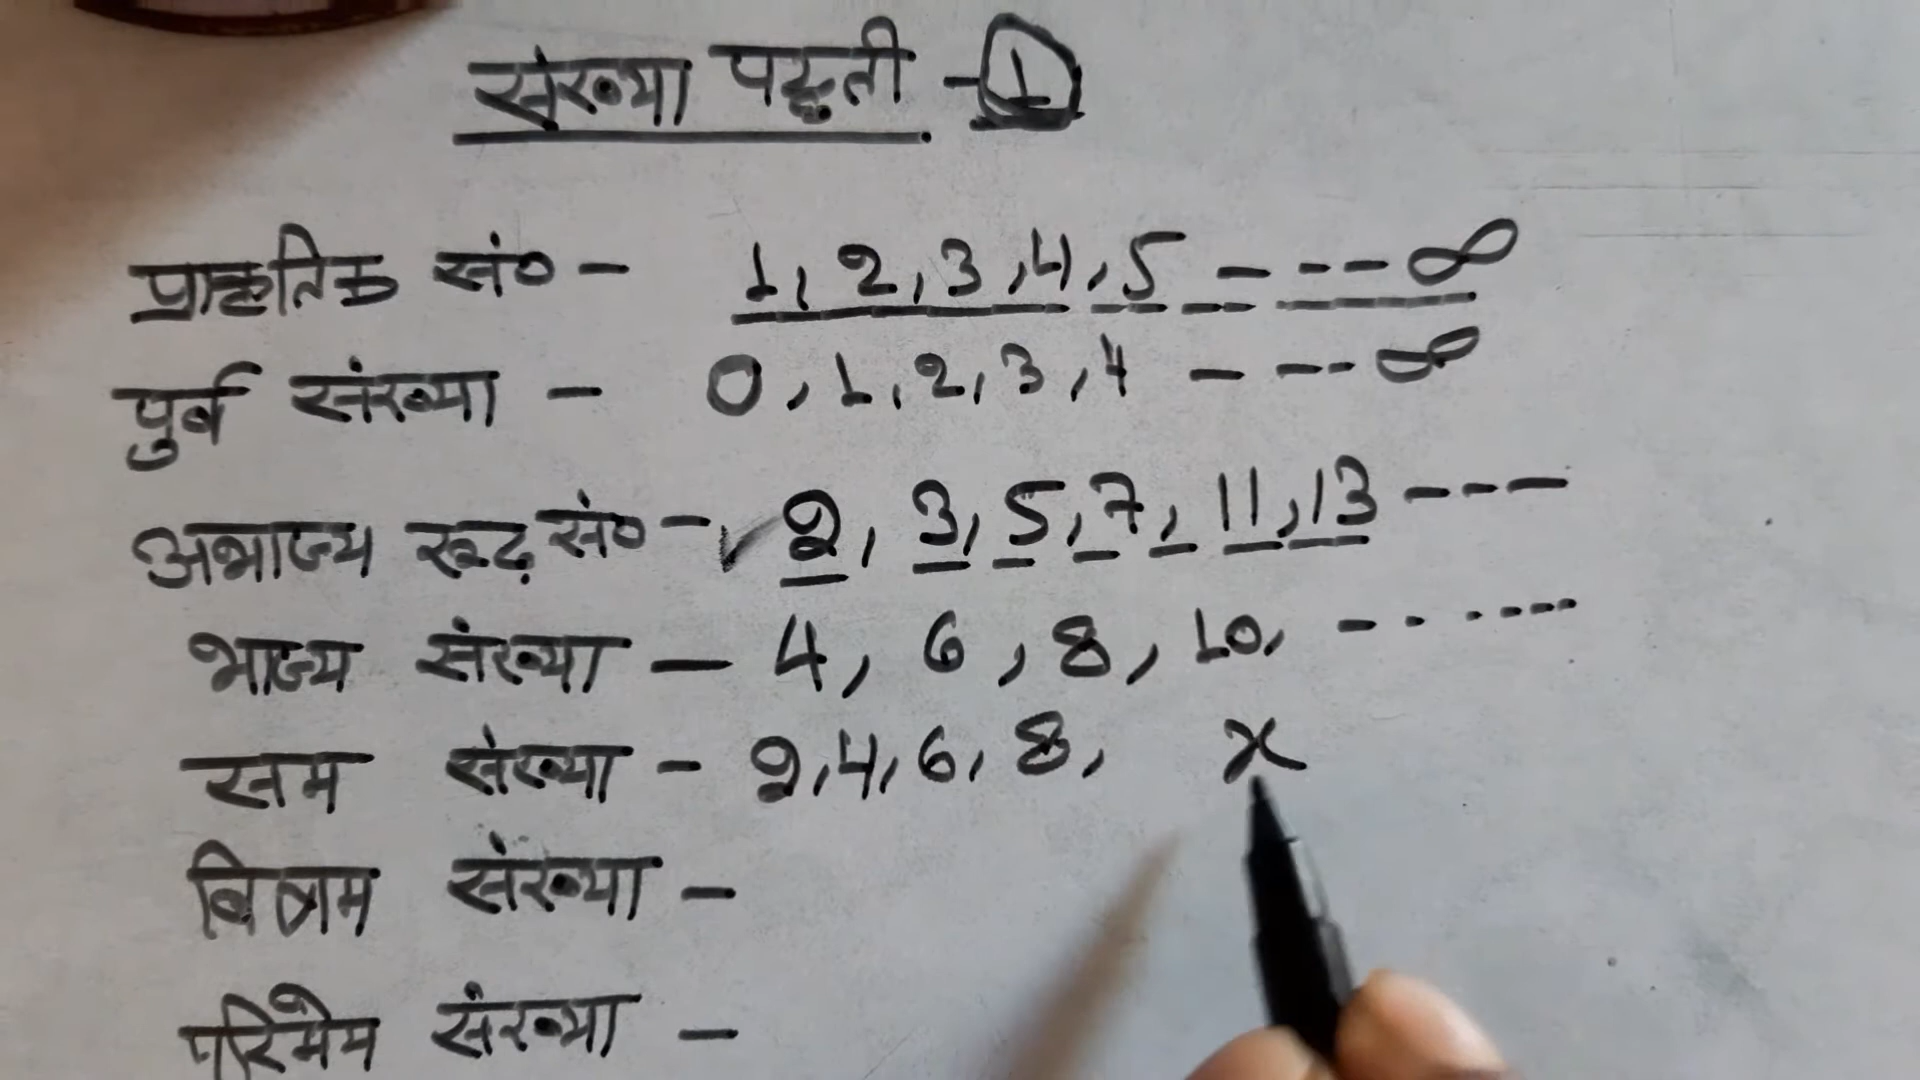 संख्या पद्धती - 1
प्राकृतिक सं० - 1, 2, 3, 4, 5 - --- ∞
पुर्ब संख्या - 0, 1, 2, 3, 4 - --- ∞
अभाज्य रूढ़ सं० - ✓ 2, 3, 5, 7, 11, 13 ---
भाज्य संख्या - 4, 6, 8, 10, ------
सम संख्या - 2, 4, 6, 8, x
बिषम संख्या -
परिमेय संख्या -